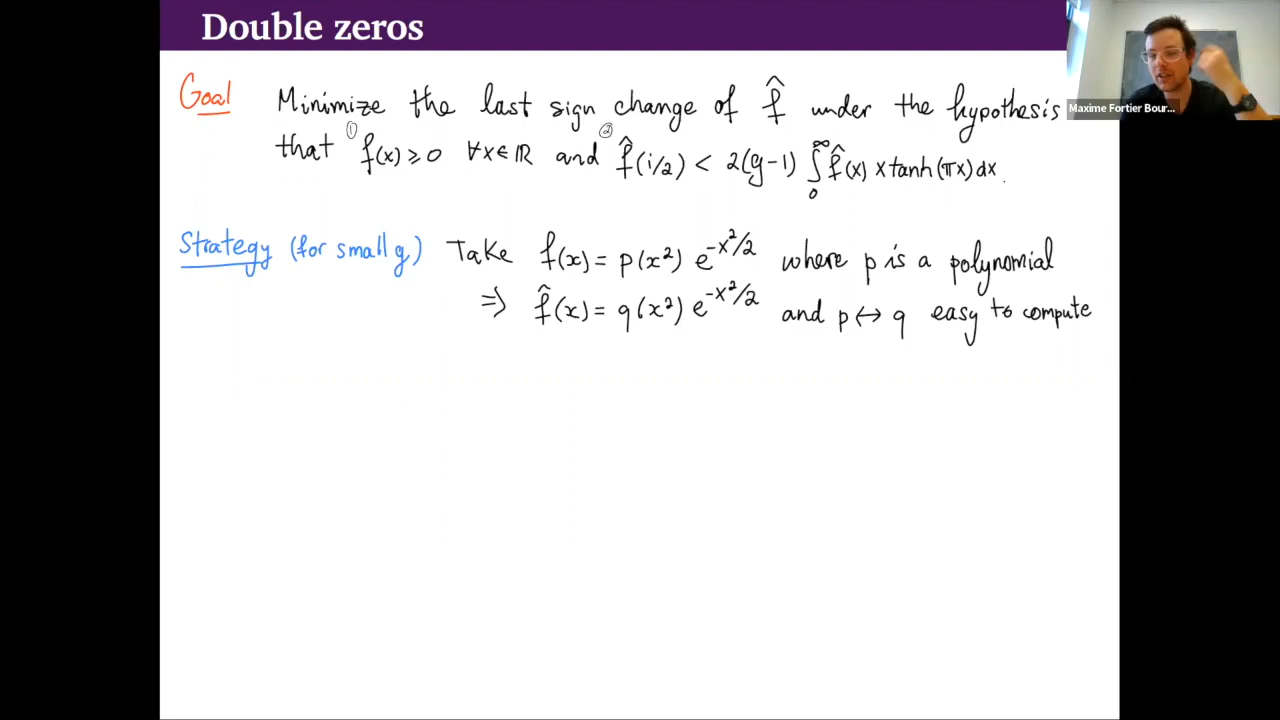 Double zeros
Maxime Fortier Bour...
Goal Minimize the last sign change of f̂ under the hypothesis
that ① f(x) ≥ 0 ∀x∈ℝ and ② f̂(i/2) < 2(g-1) ∫₀^∞ f̂(x) x tanh(πx) dx.
Strategy (for small g) Take f(x) = p(x²) e^{-x²/2} where p is a polynomial
⇒ f̂(x) = q(x²) e^{-x²/2} and p ↔ q easy to compute